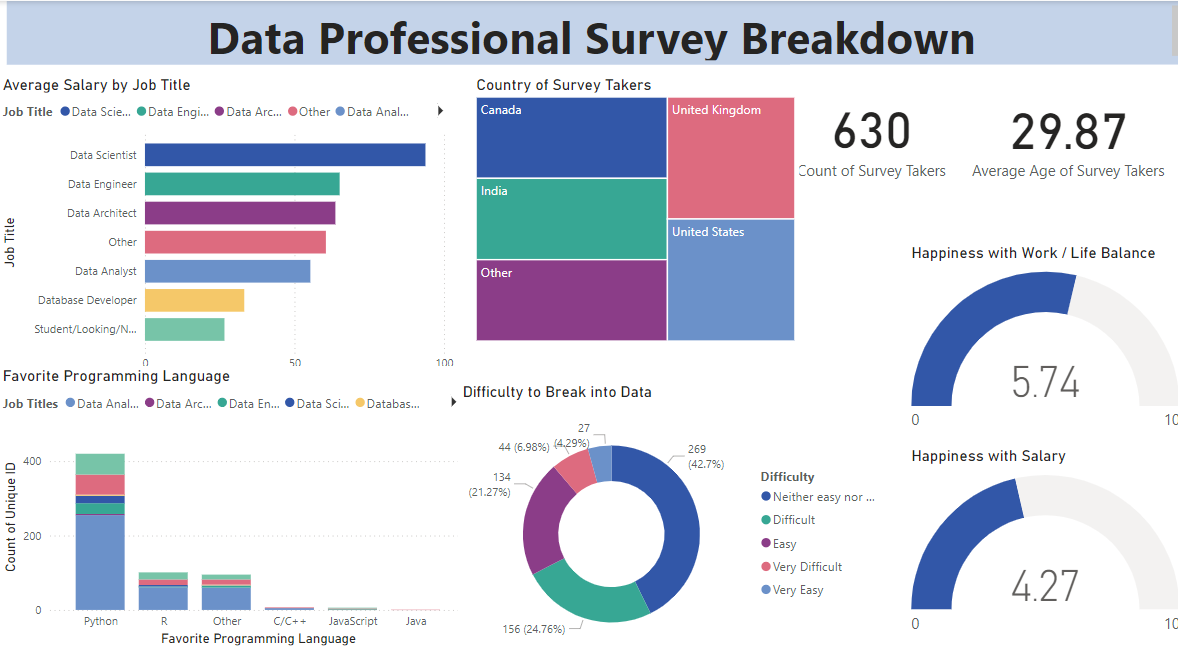 Data Professional Survey Breakdown
Average Salary by Job Title
Job Title Data Scie... Data Engi... Data Arc... Other Data Anal...
Job Title
Data Scientist
Data Engineer
Data Architect
Other
Data Analyst
Database Developer
Student/Looking/N...
0 50 100
Country of Survey Takers
Canada
India
Other
United Kingdom
United States
630
Count of Survey Takers
29.87
Average Age of Survey Takers
Happiness with Work / Life Balance
5.74
0 10
Favorite Programming Language
Job Titles Data Anal... Data Arc... Data En... Data Sci... Databas...
Count of Unique ID
400
200
0
Python R Other C/C++ JavaScript Java
Favorite Programming Language
Difficulty to Break into Data
27
(4.29%)
44 (6.98%)
269
(42.7%)
134
(21.27%)
156 (24.76%)
Difficulty
Neither easy nor ...
Difficult
Easy
Very Difficult
Very Easy
Happiness with Salary
4.27
0 10